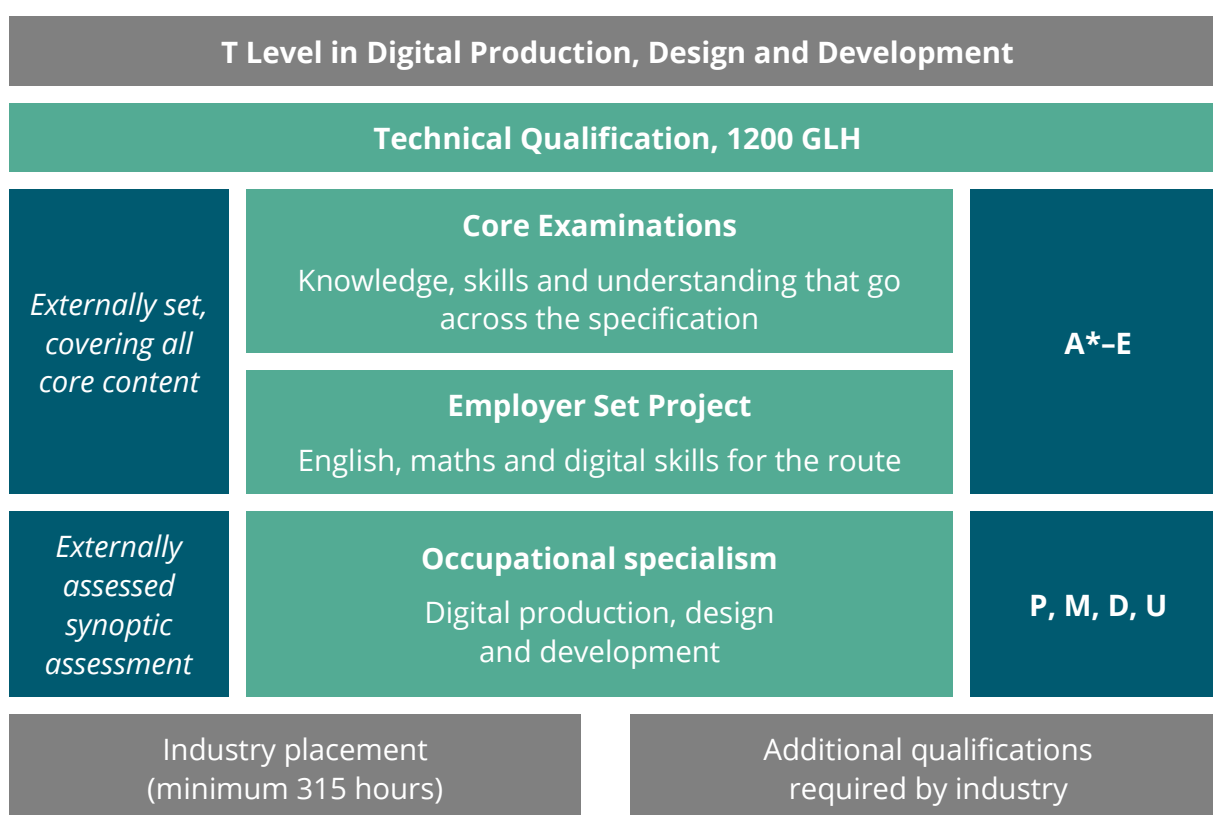 T Level in Digital Production, Design and Development
Technical Qualification, 1200 GLH
Externally set,
covering all
core content
Core Examinations
Knowledge, skills and understanding that go
across the specification
Employer Set Project
English, maths and digital skills for the route
A*–E
Externally
assessed
synoptic
assessment
Occupational specialism
Digital production, design
and development
P, M, D, U
Industry placement
(minimum 315 hours)
Additional qualifications
required by industry